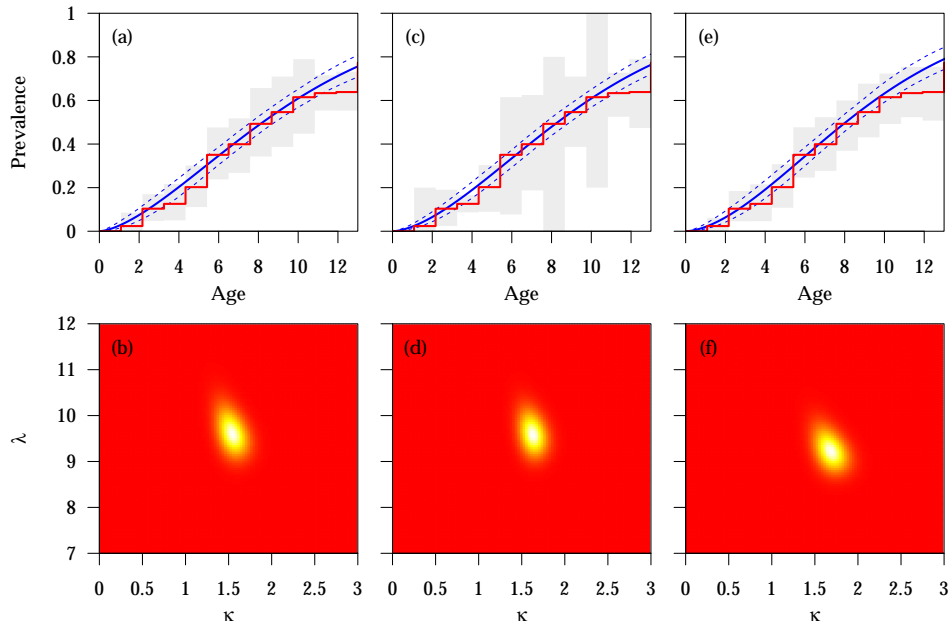 1
0.8
0.6
0.4
0.2
0
Prevalence
(a)
0 2 4 6 8 10 12
Age
(c)
0 2 4 6 8 10 12
Age
(e)
0 2 4 6 8 10 12
Age
12
11
10
9
8
7
λ
(b)
0 0.5 1 1.5 2 2.5 3
κ
(d)
0 0.5 1 1.5 2 2.5 3
κ
(f)
0 0.5 1 1.5 2 2.5 3
κ